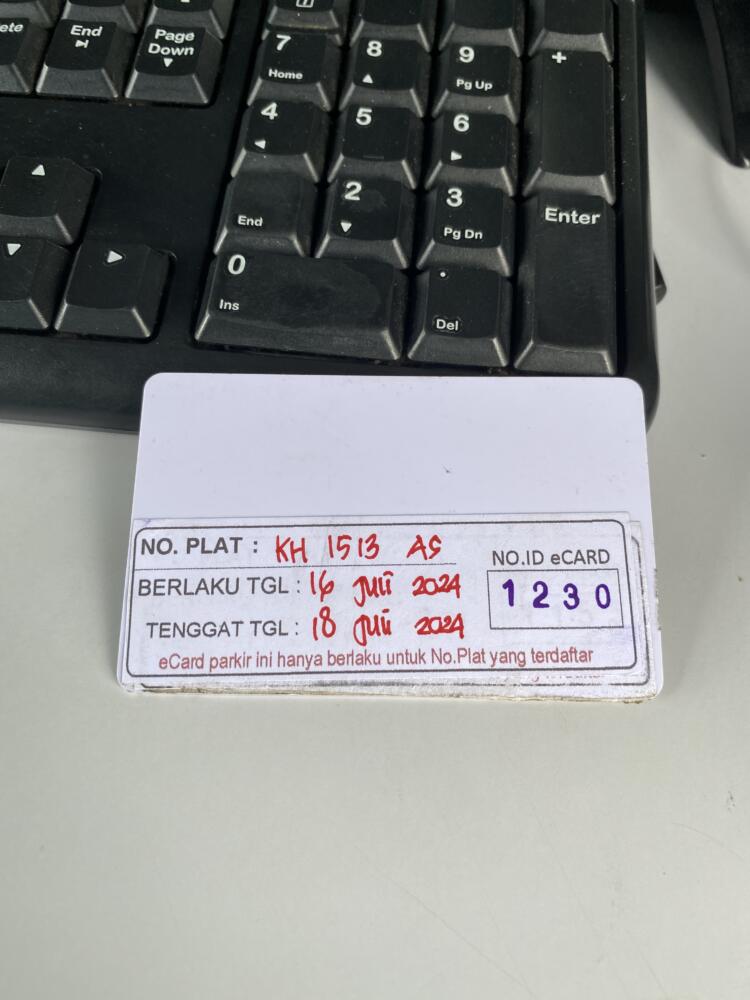 ete
End
Page
Down
7
Home
8
9
Pg Up
+
4
5
6
End
2
3
Pg Dn
Enter
0
Ins
.
Del
NO. PLAT : KH 1513 AS
BERLAKU TGL : 16 Juli 2024
TENGGAT TGL : 18 Juli 2024
NO.ID eCARD
1230
eCard parkir ini hanya berlaku untuk No.Plat yang terdaftar